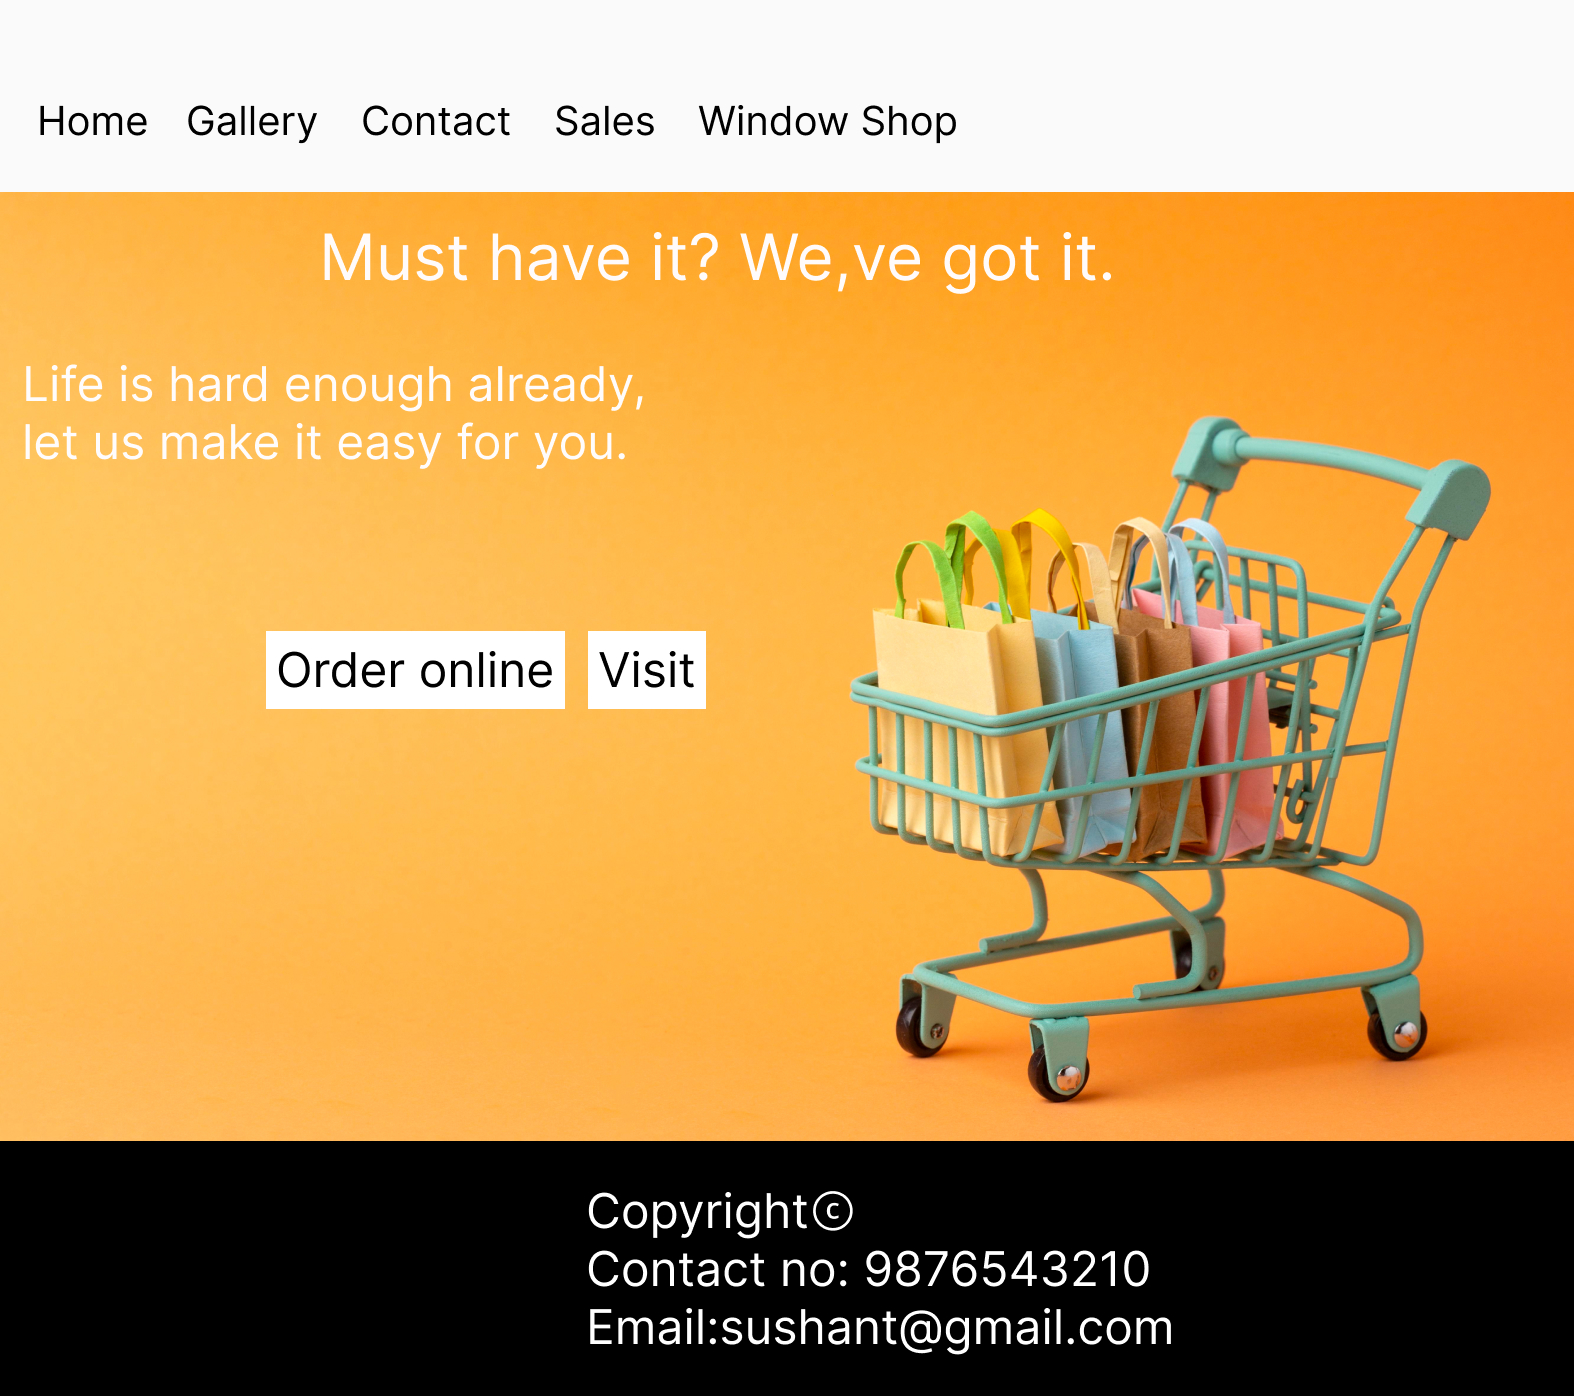 Home Gallery Contact Sales Window Shop
Must have it? We,ve got it.
Life is hard enough already,
let us make it easy for you.
Order online Visit
Copyright©
Contact no: 9876543210
Email:sushant@gmail.com